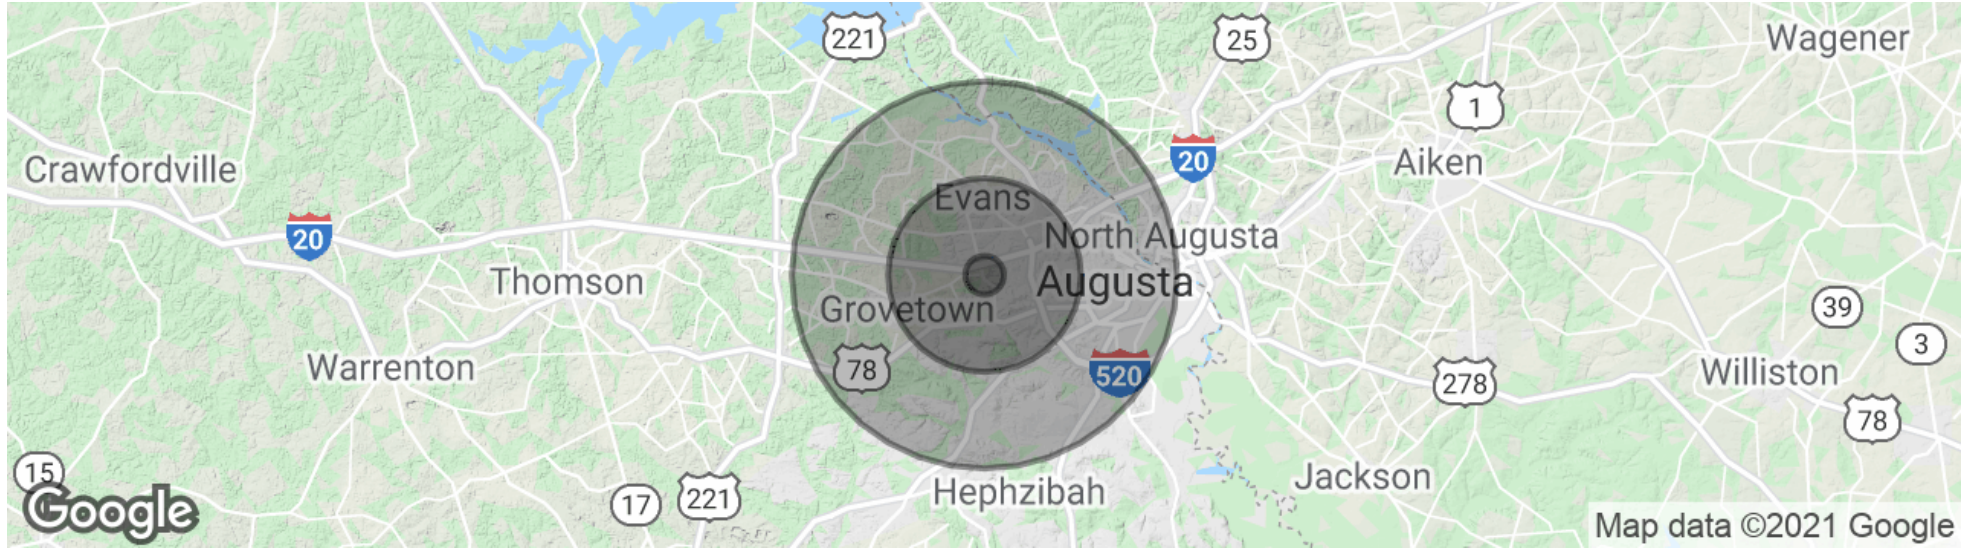 221
25
Wagener
1
20
Aiken
Crawfordville
Evans
20
North Augusta
Thomson
Augusta
Grovetown
39
3
Warrenton
78
520
278
Williston
78
15
Hephzibah
Jackson
17
221
Google
Map data ©2021 Google